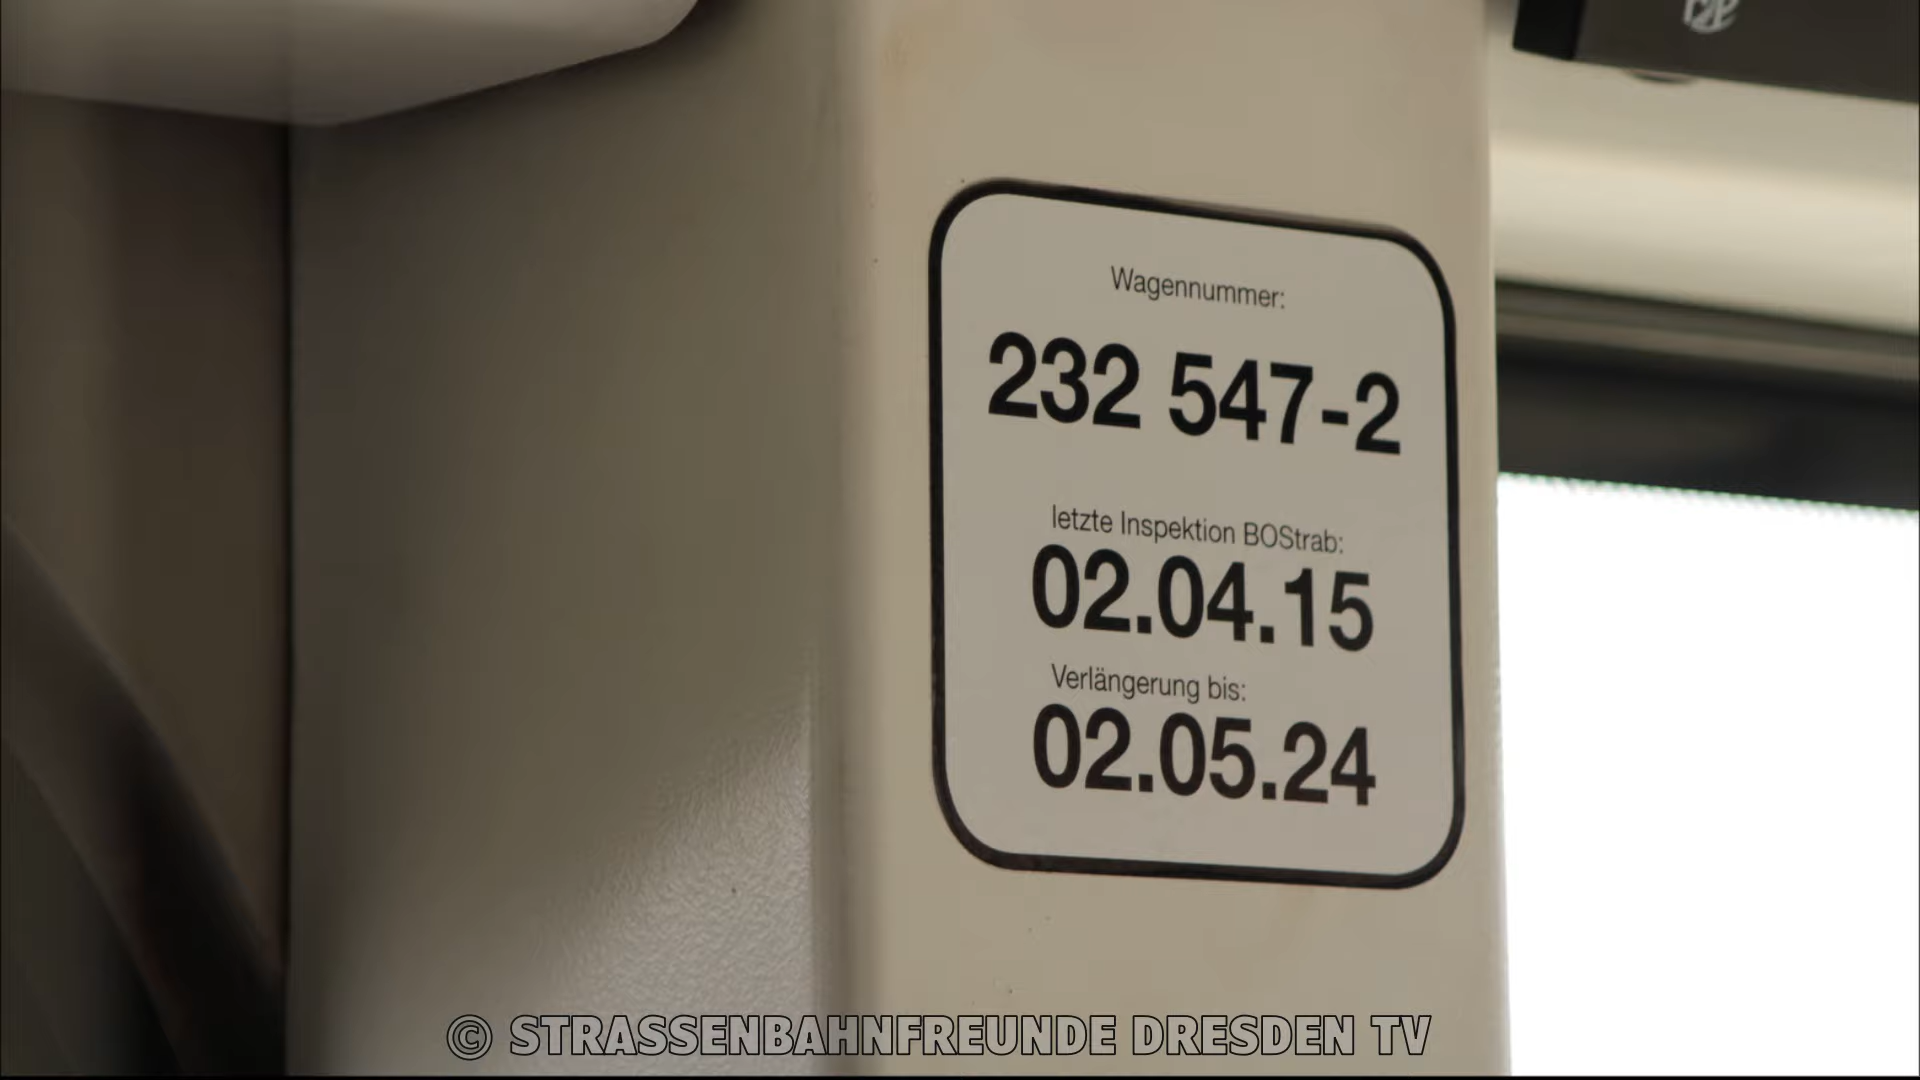 Wagennummer:
232 547-2
letzte Inspektion BOStrab:
02.04.15
Verlängerung bis:
02.05.24
© STRASSENBAHNFREUNDE DRESDEN TV